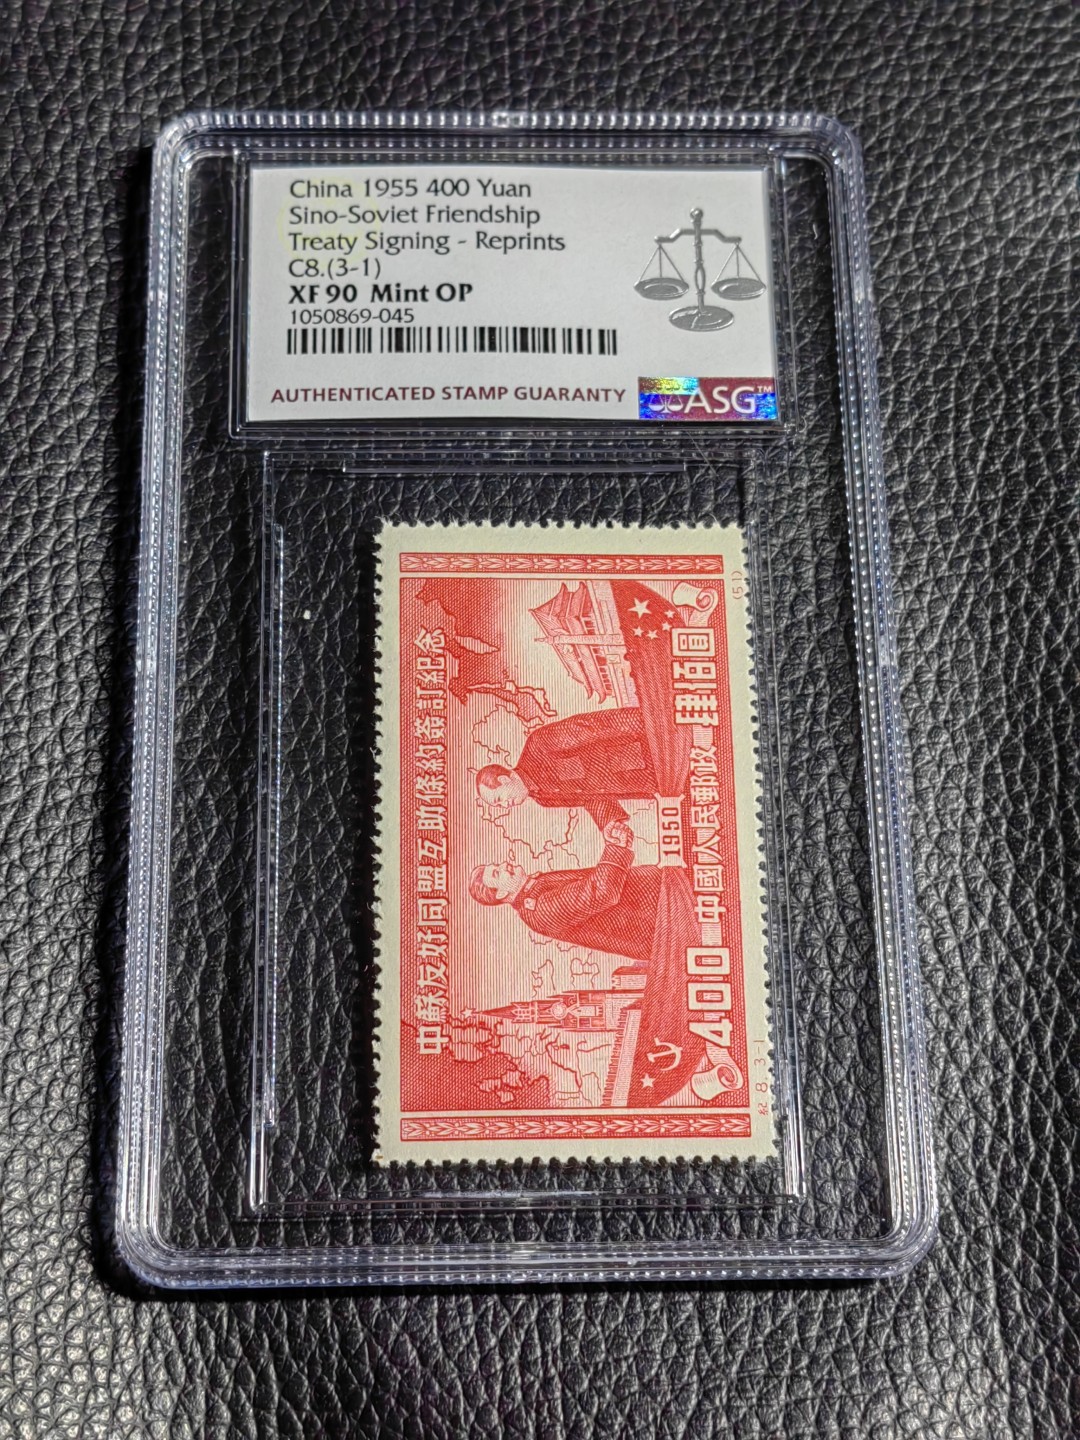 China 1955 400 Yuan
Sino-Soviet Friendship
Treaty Signing - Reprints
C8.(3-1)
XF 90 Mint OP
1050869-045
AUTHENTICATED STAMP GUARANTY
ASG™
中蘇友好同盟互助條約簽訂紀念
1950
400 中國人民郵政 肆佰圓
紀 8. 3-1
(51)